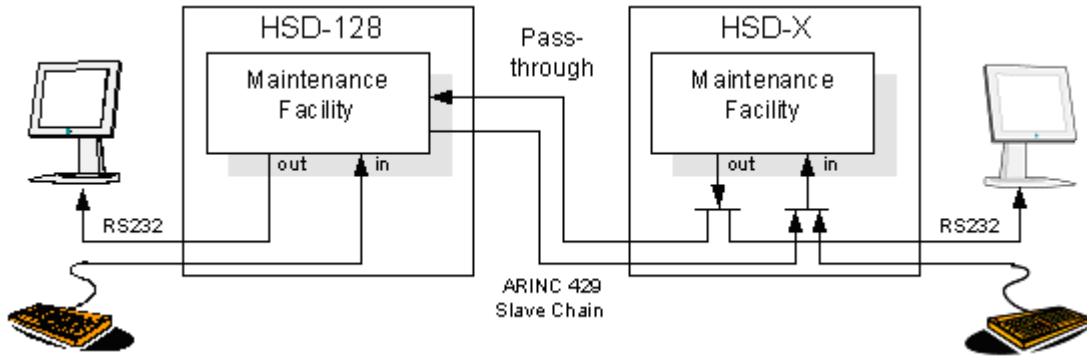 HSD-128
Pass-
through
HSD-X
Maintenance
Facility
Maintenance
Facility
out
in
out
in
RS232
RS232
ARINC 429
Slave Chain